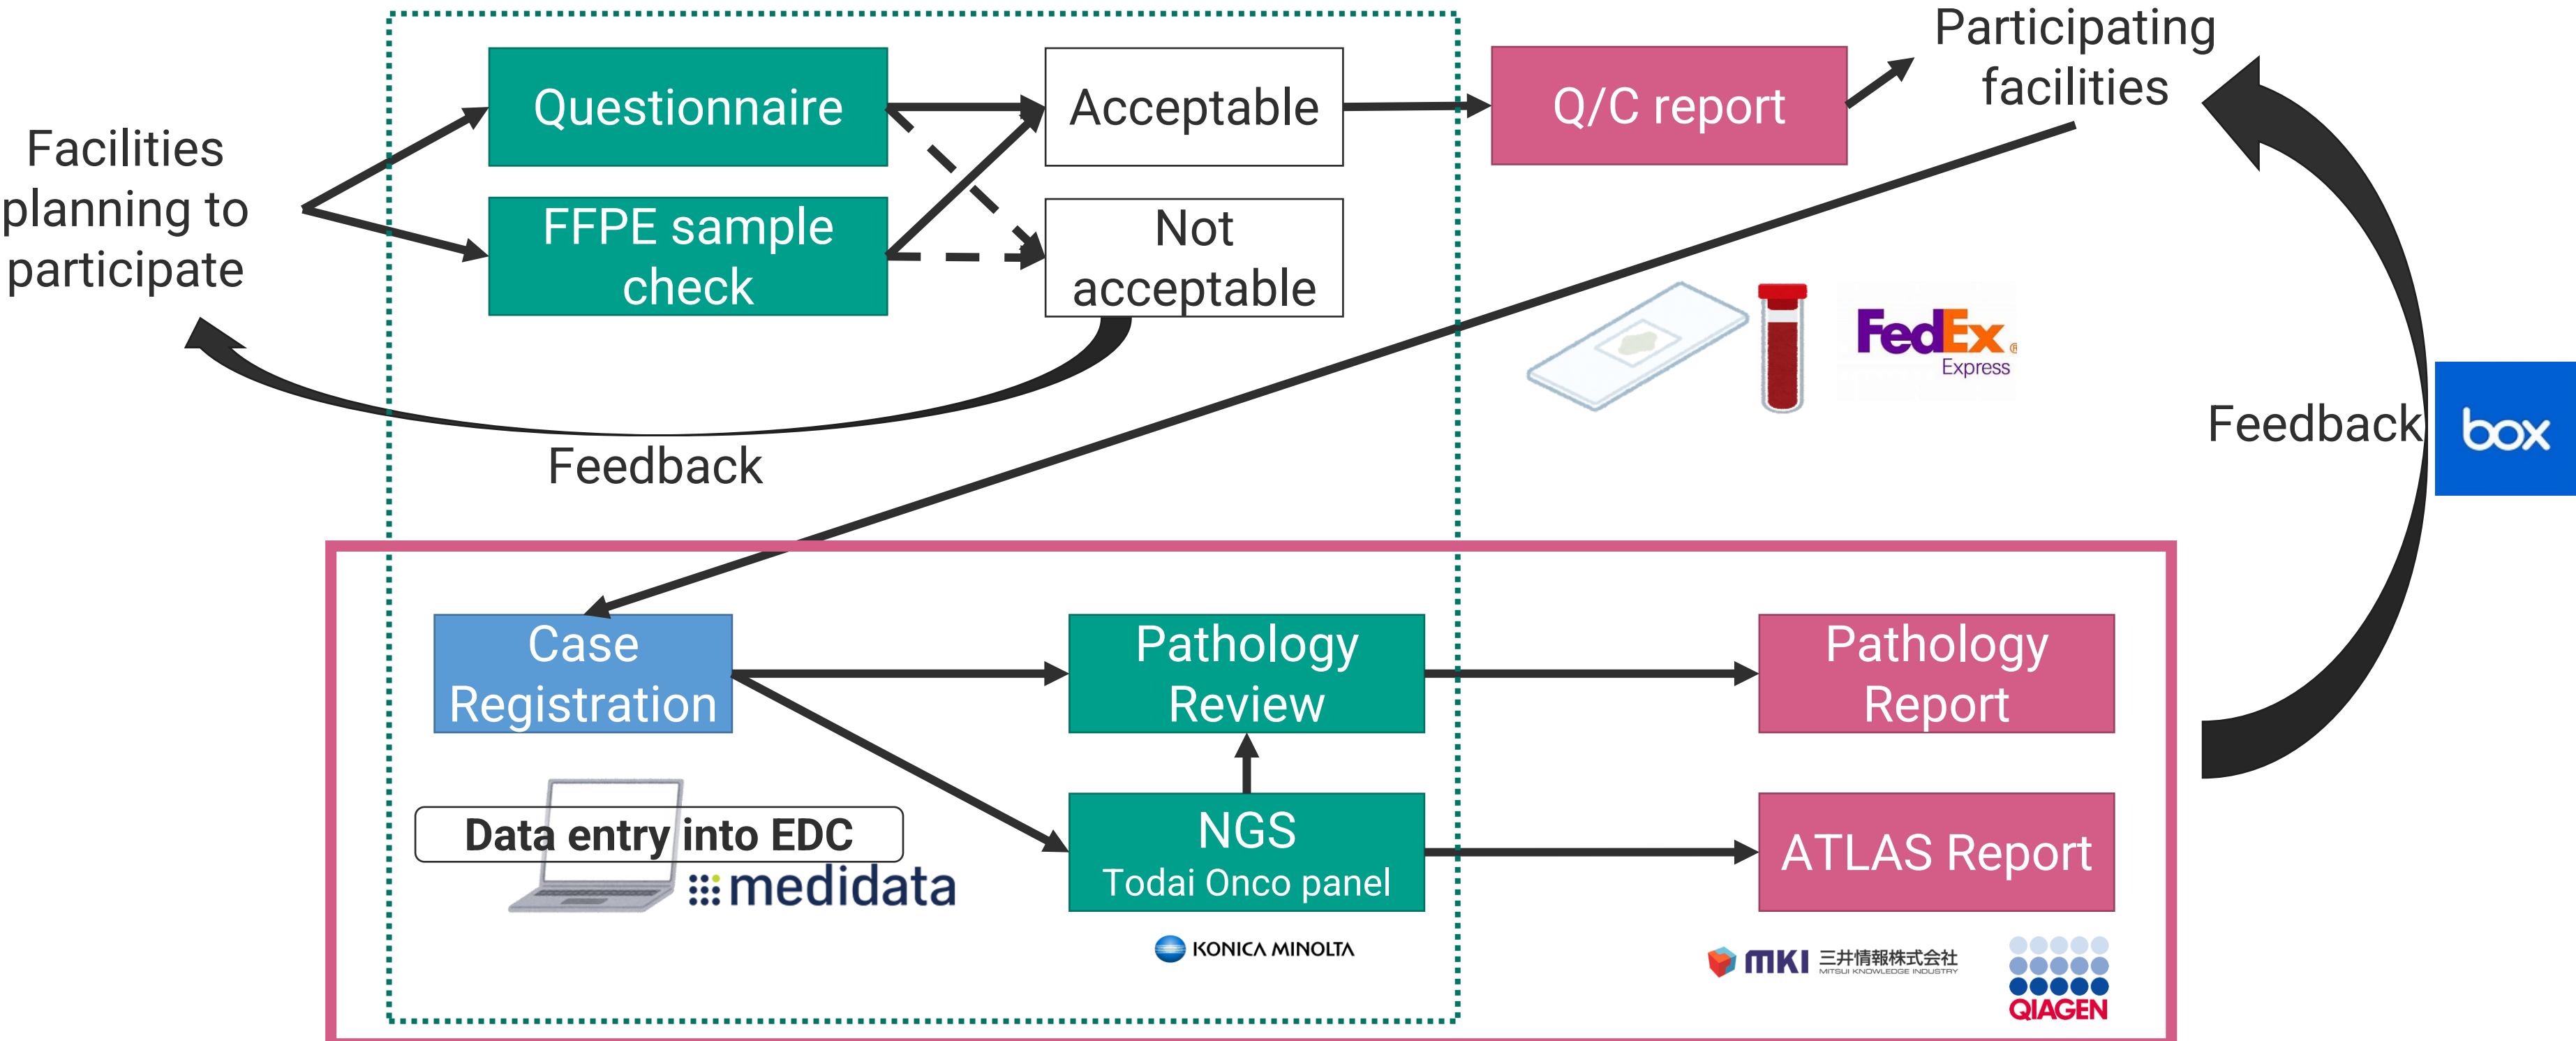 Facilities
planning to
participate
Questionnaire
FFPE sample
check
Acceptable
Not
acceptable
Feedback
Q/C report
Participating
facilities
FedEx®
Express
Feedback
box
Case
Registration
Data entry into EDC
medidata
Pathology
Review
NGS
Todai Onco panel
KONICA MINOLTA
Pathology
Report
ATLAS Report
MKI 三井情報株式会社
MITSUI KNOWLEDGE INDUSTRY
QIAGEN